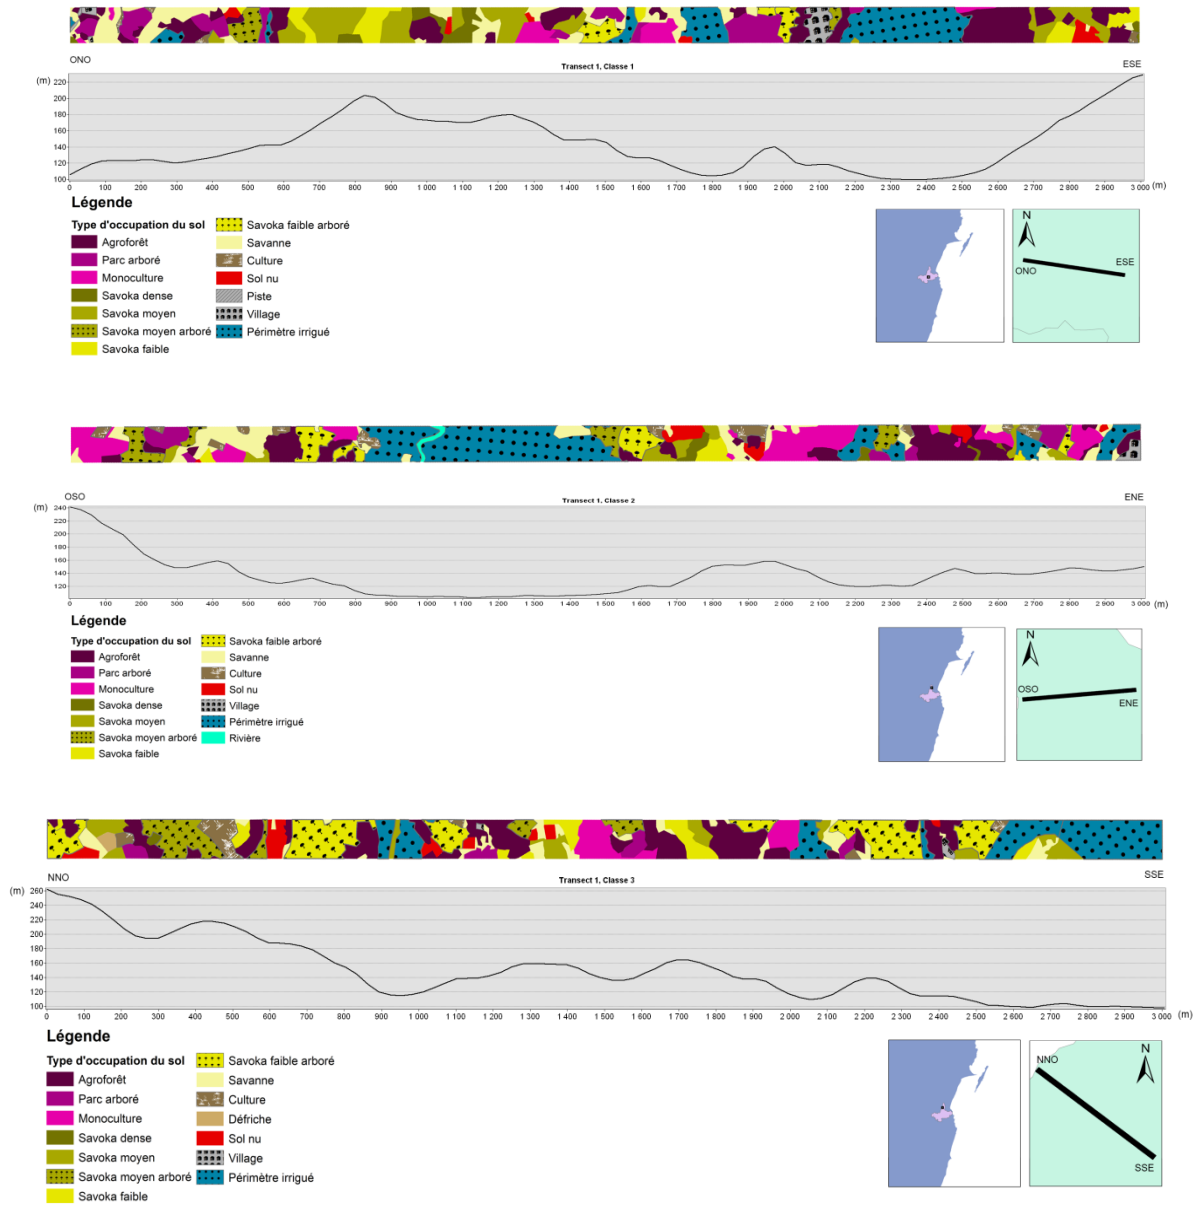 ONO
Transect 1, Classe 1
ESE
(m)
220
200
180
160
140
120
100
0 100 200 300 400 500 600 700 800 900 1 000 1 100 1 200 1 300 1 400 1 500 1 600 1 700 1 800 1 900 2 000 2 100 2 200 2 300 2 400 2 500 2 600 2 700 2 800 2 900 3 000 (m)
Légende
Type d'occupation du sol
Agroforêt
Parc arboré
Monoculture
Savoka dense
Savoka moyen
Savoka moyen arboré
Savoka faible
Savoka faible arboré
Savanne
Culture
Sol nu
Piste
Village
Périmètre irrigué
N
ONO
ESE
OSO
Transect 1, Classe 2
ENE
(m)
240
220
200
180
160
140
120
0 100 200 300 400 500 600 700 800 900 1 000 1 100 1 200 1 300 1 400 1 500 1 600 1 700 1 800 1 900 2 000 2 100 2 200 2 300 2 400 2 500 2 600 2 700 2 800 2 900 3 000 (m)
Légende
Type d'occupation du sol
Agroforêt
Parc arboré
Monoculture
Savoka dense
Savoka moyen
Savoka moyen arboré
Savoka faible
Savoka faible arboré
Savanne
Culture
Sol nu
Village
Périmètre irrigué
Rivière
N
OSO
ENE
NNO
Transect 1, Classe 3
SSE
(m)
260
240
220
200
180
160
140
120
100
0 100 200 300 400 500 600 700 800 900 1 000 1 100 1 200 1 300 1 400 1 500 1 600 1 700 1 800 1 900 2 000 2 100 2 200 2 300 2 400 2 500 2 600 2 700 2 800 2 900 3 000 (m)
Légende
Type d'occupation du sol
Agroforêt
Parc arboré
Monoculture
Savoka dense
Savoka moyen
Savoka moyen arboré
Savoka faible
Savoka faible arboré
Savanne
Culture
Défriche
Sol nu
Village
Périmètre irrigué
NNO
N
SSE